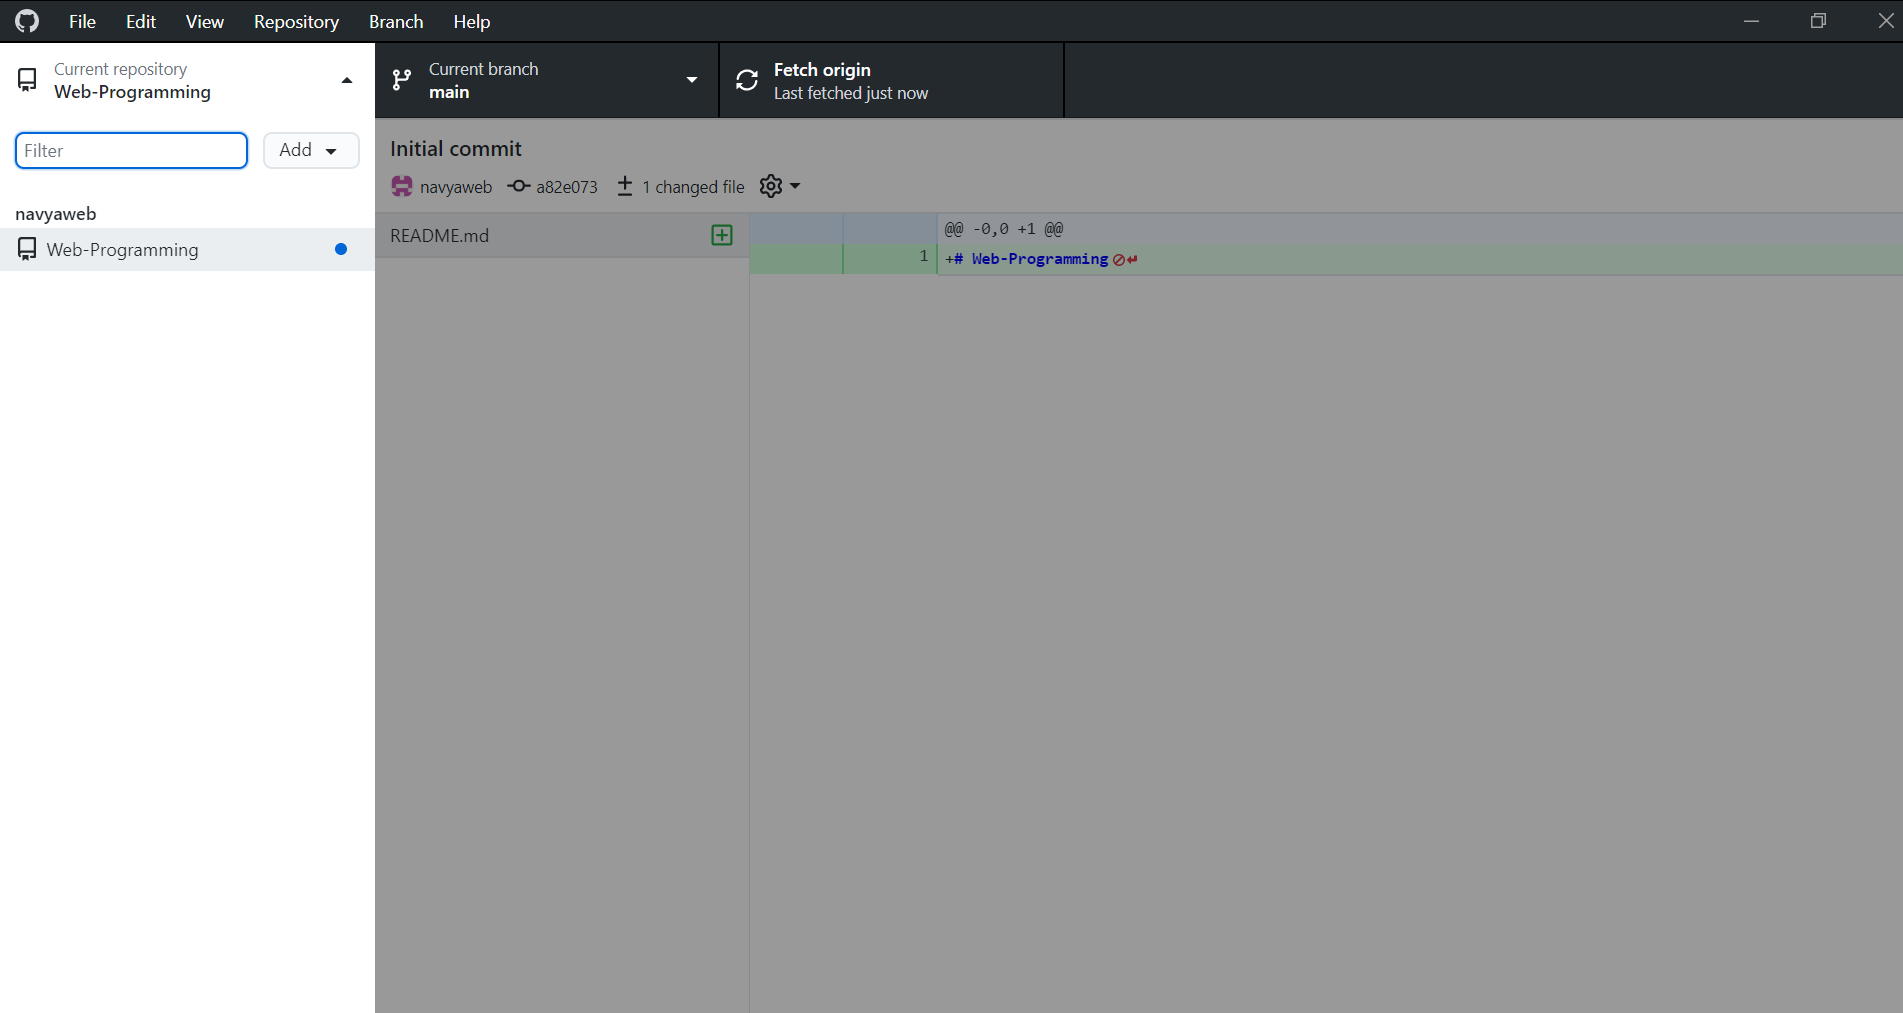 File Edit View Repository Branch Help
Current repository
Web-Programming
Current branch
main
Fetch origin
Last fetched just now
Filter
Add
navyaweb
Web-Programming
Initial commit
navyaweb a82e073 1 changed file
README.md
@@ -0,0 +1 @@
1 +# Web-Programming